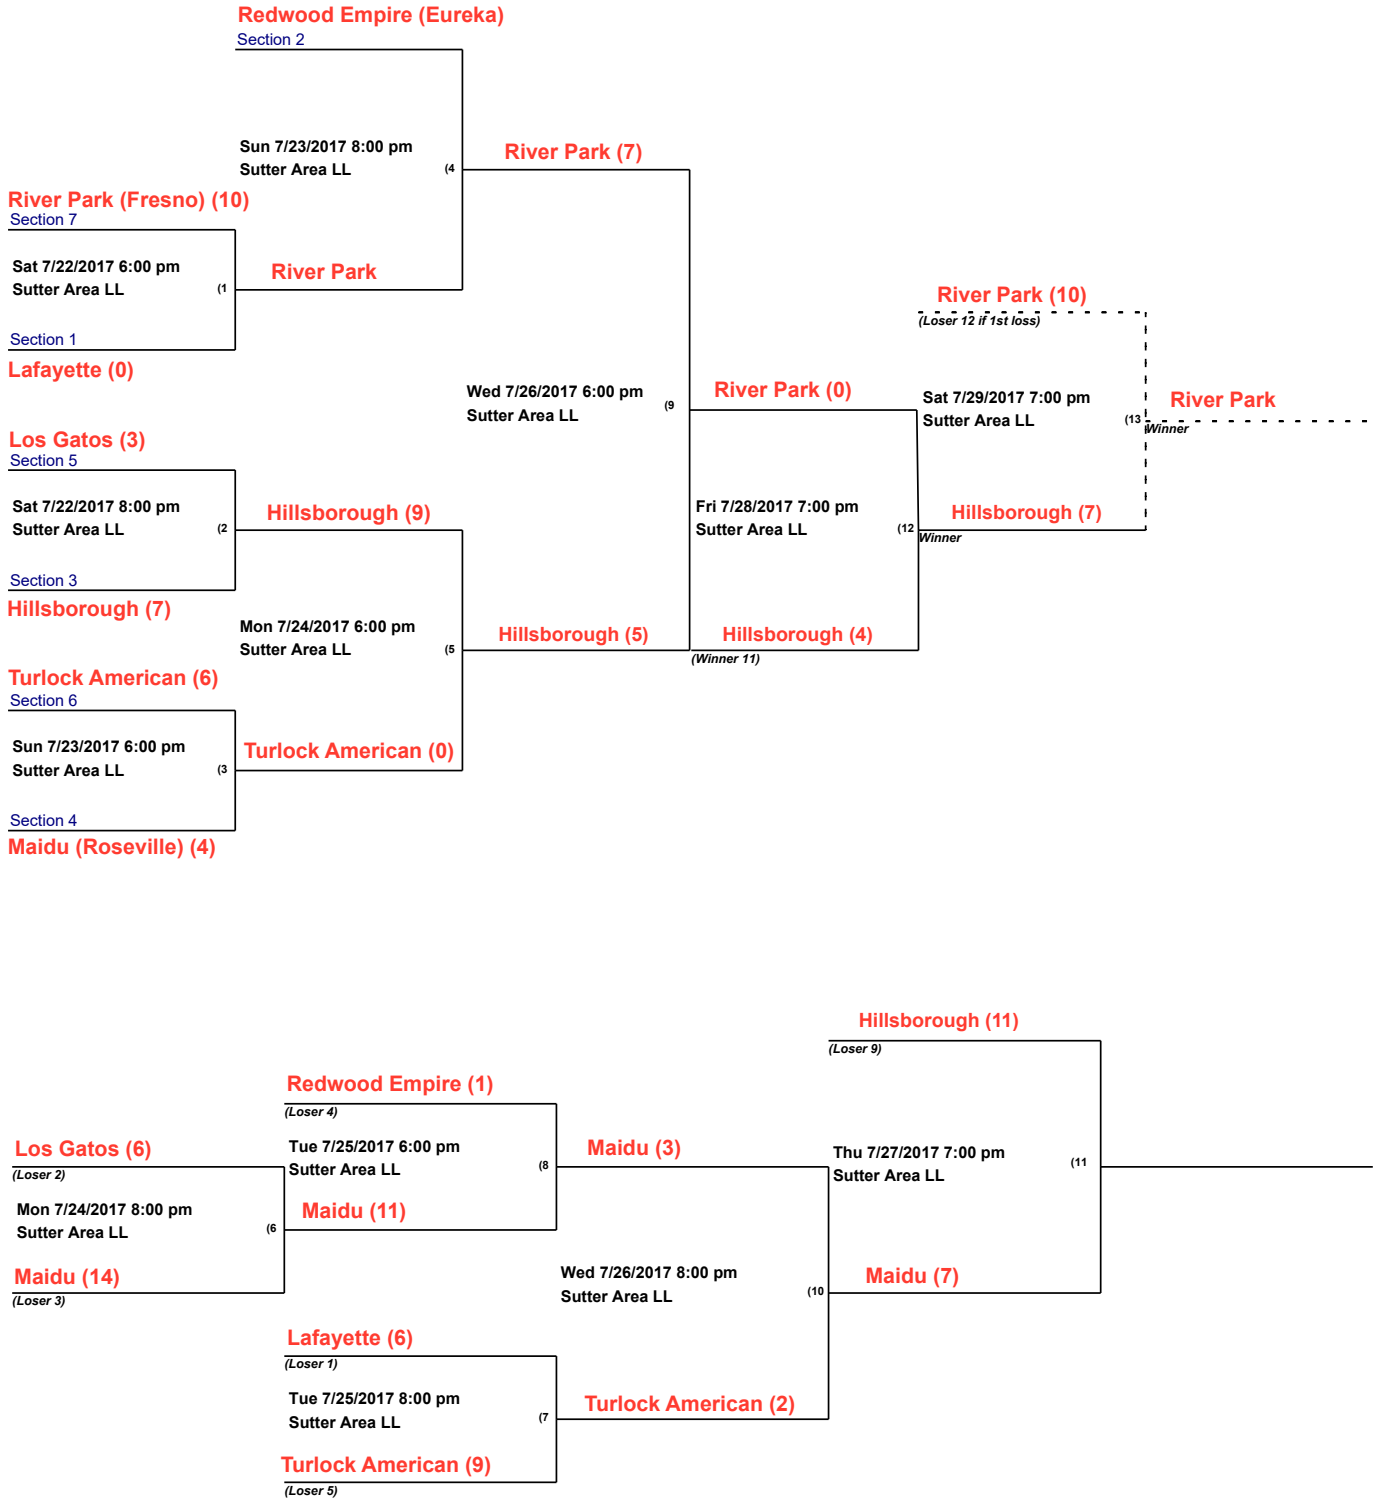 Redwood Empire (Eureka)
Section 2
Sun 7/23/2017 8:00 pm
Sutter Area LL
(4
River Park (7)
River Park (Fresno) (10)
Section 7
Sat 7/22/2017 6:00 pm
Sutter Area LL
(1
River Park
Section 1
Lafayette (0)
River Park (10)
(Loser 12 if 1st loss)
Wed 7/26/2017 6:00 pm
Sutter Area LL
(9
River Park (0)
Sat 7/29/2017 7:00 pm
Sutter Area LL
(13
River Park
Winner
Los Gatos (3)
Section 5
Sat 7/22/2017 8:00 pm
Sutter Area LL
(2
Hillsborough (9)
Fri 7/28/2017 7:00 pm
Sutter Area LL
(12
Hillsborough (7)
Winner
Section 3
Hillsborough (7)
Mon 7/24/2017 6:00 pm
Sutter Area LL
(5
Hillsborough (5)
Hillsborough (4)
(Winner 11)
Turlock American (6)
Section 6
Sun 7/23/2017 6:00 pm
Sutter Area LL
(3
Turlock American (0)
Section 4
Maidu (Roseville) (4)
Hillsborough (11)
(Loser 9)
Redwood Empire (1)
(Loser 4)
Los Gatos (6)
(Loser 2)
Tue 7/25/2017 6:00 pm
Sutter Area LL
(8
Maidu (3)
Thu 7/27/2017 7:00 pm
Sutter Area LL
(11
Mon 7/24/2017 8:00 pm
Sutter Area LL
(6
Maidu (11)
Maidu (14)
(Loser 3)
Wed 7/26/2017 8:00 pm
Sutter Area LL
(10
Maidu (7)
Lafayette (6)
(Loser 1)
Tue 7/25/2017 8:00 pm
Sutter Area LL
(7
Turlock American (2)
Turlock American (9)
(Loser 5)